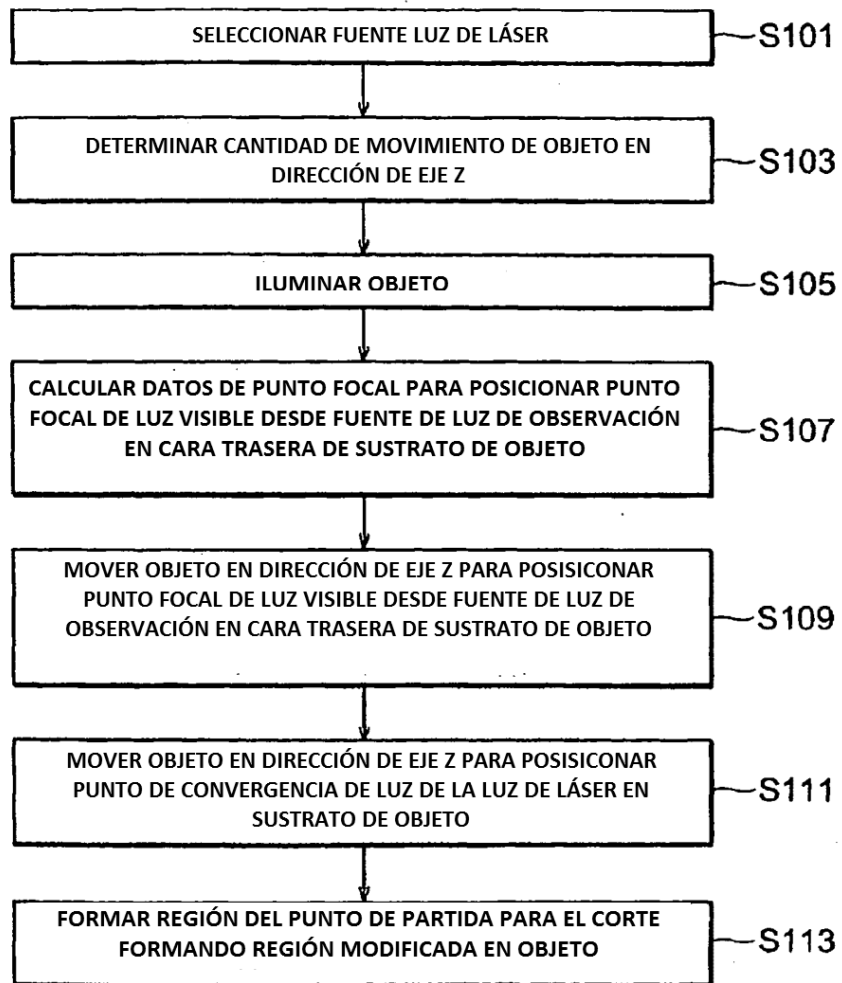 SELECCIONAR FUENTE LUZ DE LÁSER
S101
DETERMINAR CANTIDAD DE MOVIMIENTO DE OBJETO EN
DIRECCIÓN DE EJE Z
S103
ILUMINAR OBJETO
S105
CALCULAR DATOS DE PUNTO FOCAL PARA POSICIONAR PUNTO
FOCAL DE LUZ VISIBLE DESDE FUENTE DE LUZ DE OBSERVACIÓN
EN CARA TRASERA DE SUSTRATO DE OBJETO
S107
MOVER OBJETO EN DIRECCIÓN DE EJE Z PARA POSISICONAR
PUNTO FOCAL DE LUZ VISIBLE DESDE FUENTE DE LUZ DE
OBSERVACIÓN EN CARA TRASERA DE SUSTRATO DE OBJETO
S109
MOVER OBJETO EN DIRECCIÓN DE EJE Z PARA POSISICONAR
PUNTO DE CONVERGENCIA DE LUZ DE LA LUZ DE LÁSER EN
SUSTRATO DE OBJETO
S111
FORMAR REGIÓN DEL PUNTO DE PARTIDA PARA EL CORTE
FORMANDO REGIÓN MODIFICADA EN OBJETO
S113